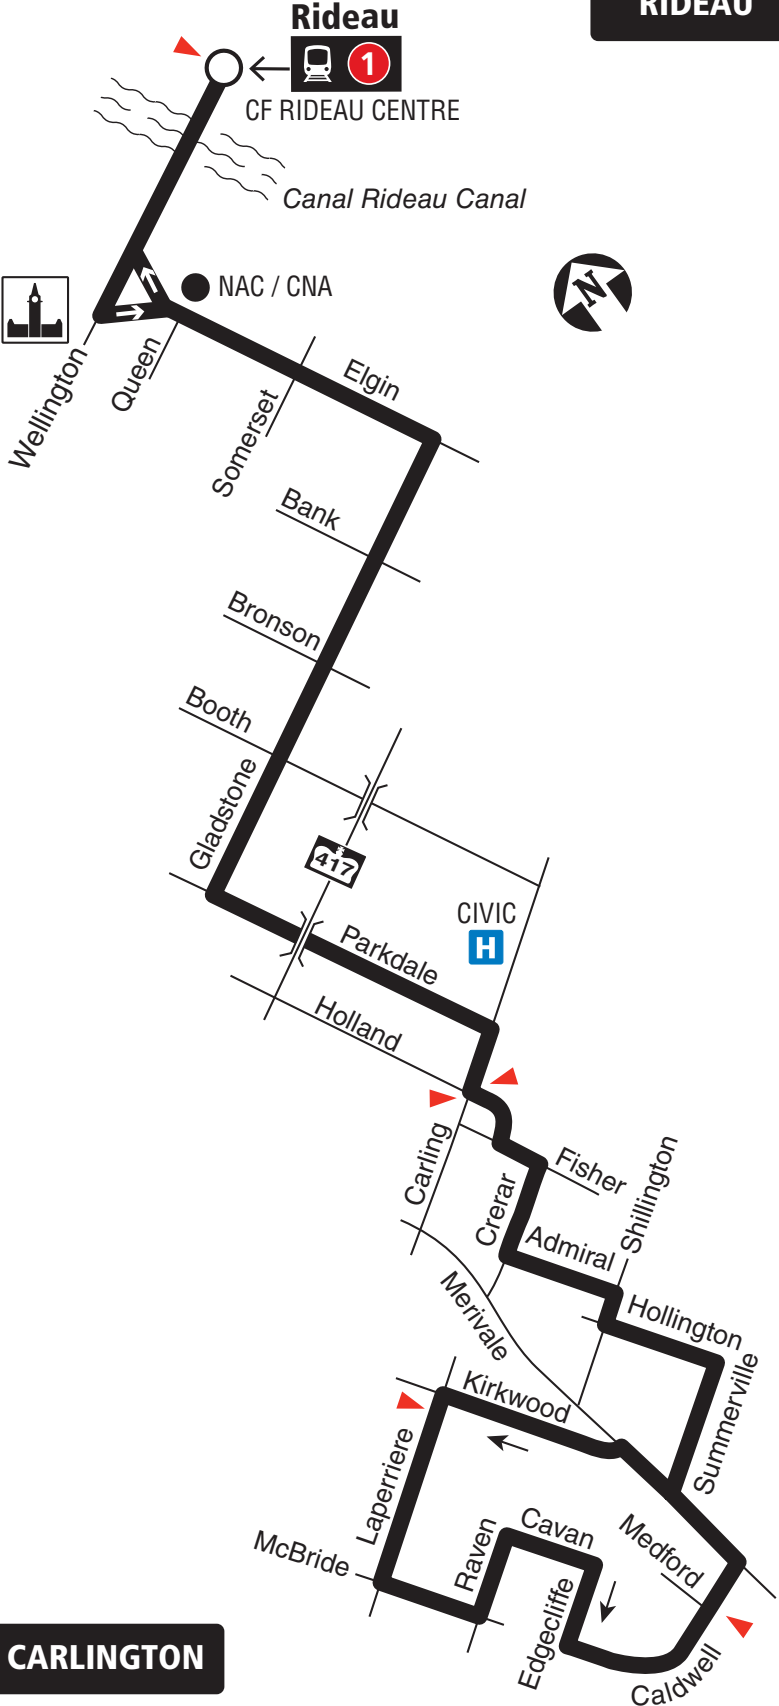 Rideau
RIDEAU
1
CF RIDEAU CENTRE
Canal Rideau Canal
NAC / CNA
N
Wellington
Queen
Somerset
Elgin
Bank
Bronson
Booth
Gladstone
417
CIVIC
H
Parkdale
Holland
Carling
Fisher
Shillington
Crerar
Admiral
Merivale
Hollington
Summerville
Kirkwood
Laperriere
McBride
Raven
Cavan
Medford
Edgecliffe
CARLINGTON
Caldwell